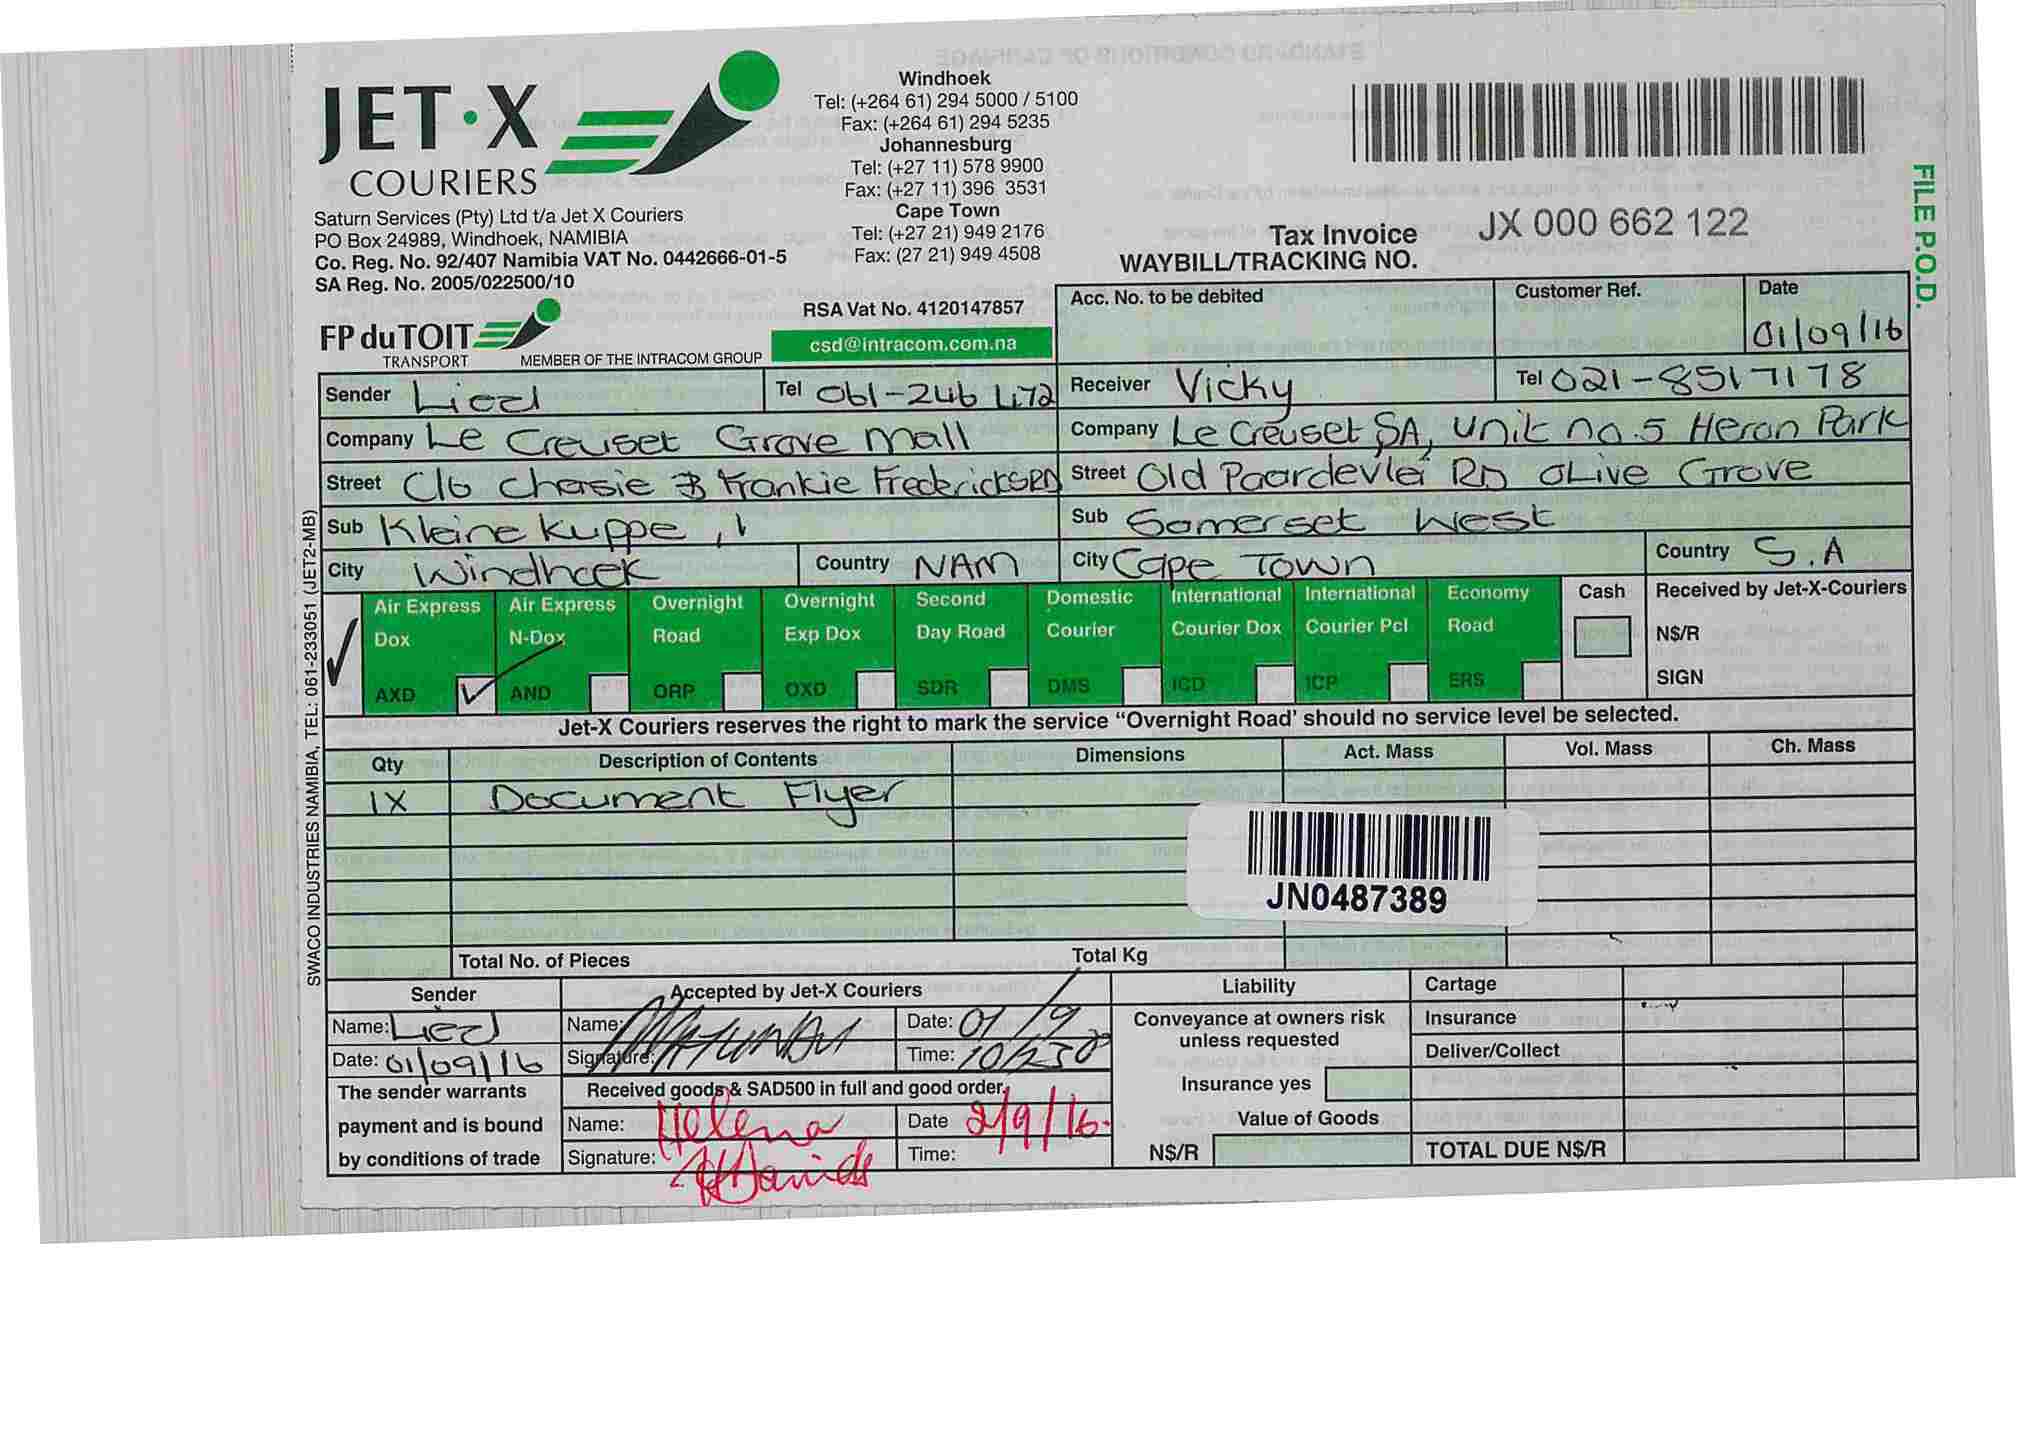 JET·X
COURIERS
Saturn Services (Pty) Ltd t/a Jet X Couriers
PO Box 24989, Windhoek, NAMIBIA
Co. Reg. No. 92/407 Namibia VAT No. 0442666-01-5
SA Reg. No. 2005/022500/10
FP du TOIT
TRANSPORT
MEMBER OF THE INTRACOM GROUP
Windhoek
Tel: (+264 61) 294 5000 / 5100
Fax: (+264 61) 294 5235
Johannesburg
Tel: (+27 11) 578 9900
Fax: (+27 11) 396 3531
Cape Town
Tel: (+27 21) 949 2176
Fax: (27 21) 949 4508
RSA Vat No. 4120147857
csd@intracom.com.na
Tax Invoice JX 000 662 122
WAYBILL/TRACKING NO.
FILE P.O.D.
Acc. No. to be debited Customer Ref. Date 01/09/16
Sender Liezl Tel 061-246 472
Company Le Creuset Grove Mall
Street C/o Chasie & Frankie Fredericks RD
Sub Kleine Kuppe,
City Windhoek Country NAM
Receiver Vicky Tel 021-8517178
Company Le Creuset SA, Unit no.5 Heron Park
Street Old Paardevlei RD OLive Grove
Sub Somerset West
City Cape Town Country S.A
Air Express Dox AXD
Air Express N-Dox AND
Overnight Road ORP
Overnight Exp Dox OXD
Second Day Road SDR
Domestic Courier DMS
International Courier Dox ICD
International Courier Pcl ICP
Economy Road ERS
Cash
Received by Jet-X-Couriers
N$/R
SIGN
Jet-X Couriers reserves the right to mark the service “Overnight Road' should no service level be selected.
Qty Description of Contents Dimensions Act. Mass Vol. Mass Ch. Mass
1X Document Flyer
JN0487389
Total No. of Pieces Total Kg
Sender
Name: Liezl
Date: 01/09/16
The sender warrants
payment and is bound
by conditions of trade
Accepted by Jet-X Couriers
Name: Date: 01/9
Signature: Time:
Received goods & SAD500 in full and good order.
Name: Helena Date 2/9/16.
Signature: Time:
Liability
Conveyance at owners risk
unless requested
Insurance yes
Value of Goods
N$/R
Cartage
Insurance
Deliver/Collect
TOTAL DUE N$/R
SWACO INDUSTRIES NAMIBIA, TEL: 061-233051 (JET2-MB)